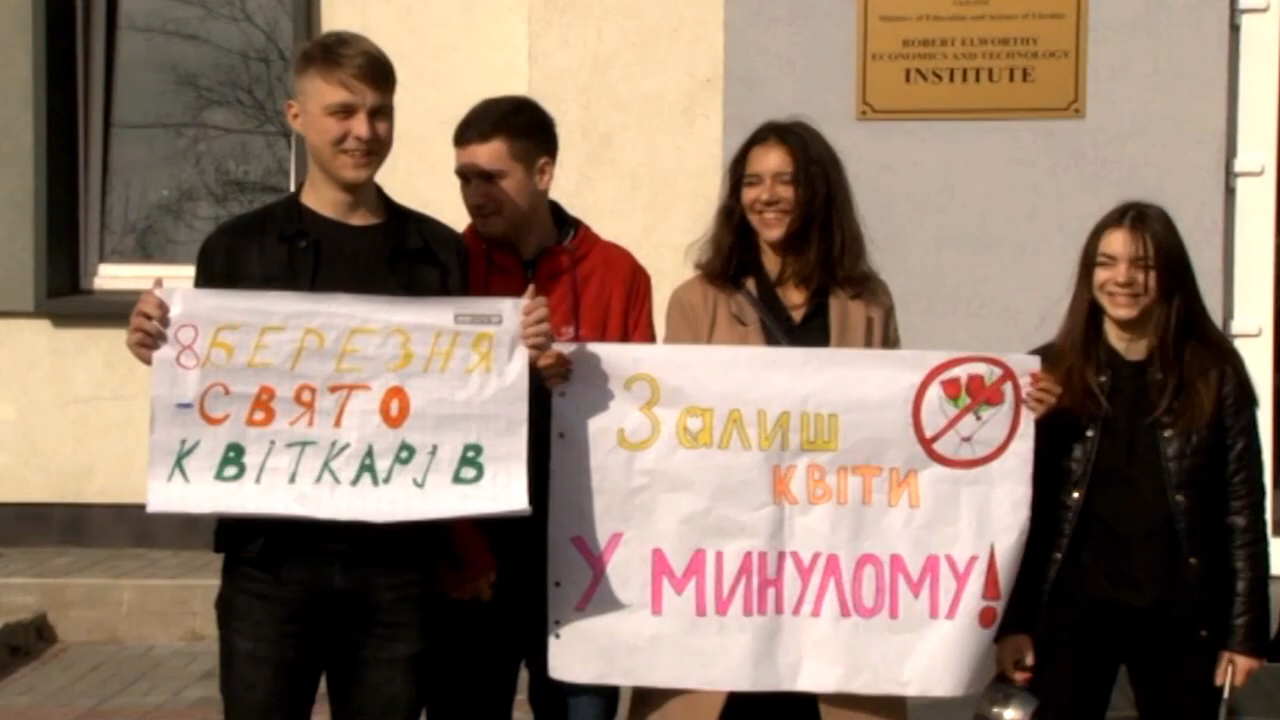 Ministry of Education and Science of Ukraine
ROBERT ELWORTHY
ECONOMICS AND TECHNOLOGY
INSTITUTE
8 БЕРЕЗНЯ
-СВЯТО
КВІТКАРІВ
Залиш
КВІТИ
У МИНУЛОМУ!